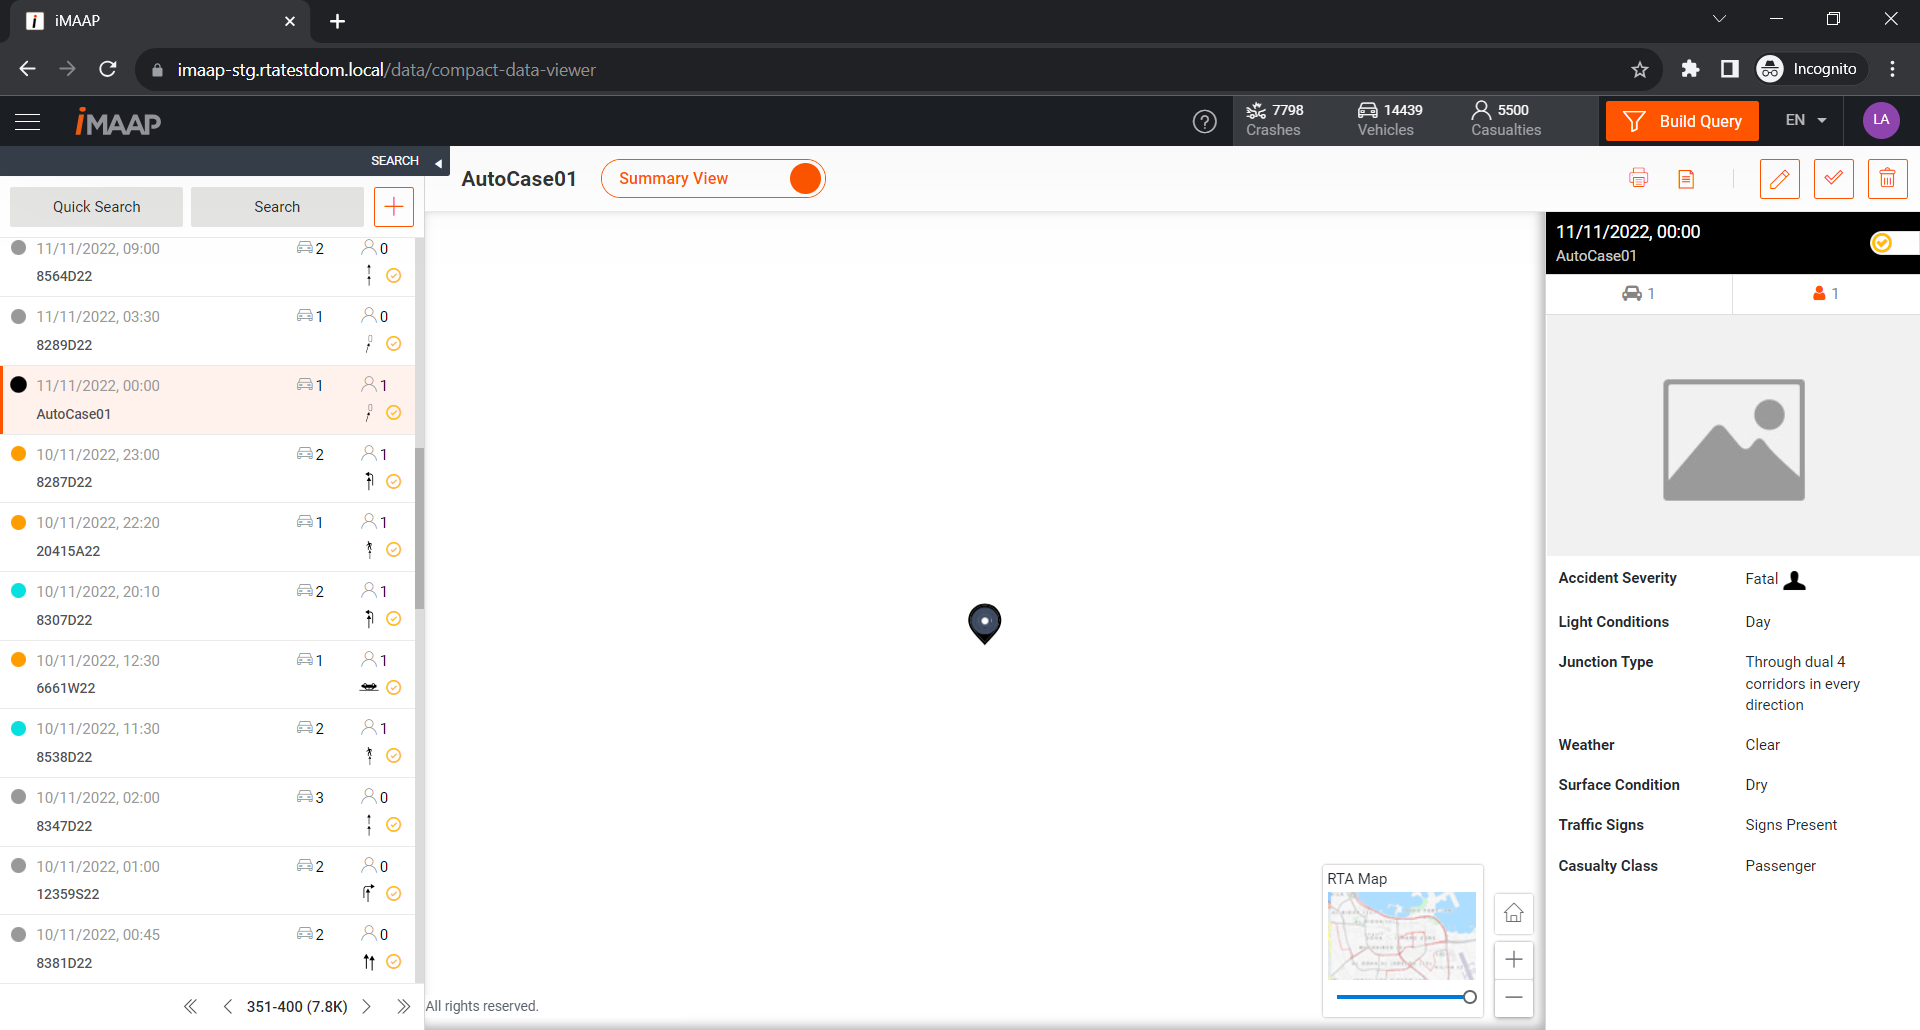 iMAAP
imaap-stg.rtatestdom.local/data/compact-data-viewer
Incognito
iMAAP
7798
Crashes
14439
Vehicles
5500
Casualties
Build Query
EN
LA
SEARCH
AutoCase01
Summary View
Quick Search
Search
11/11/2022, 09:00 2 0
8564D22
11/11/2022, 03:30 1 0
8289D22
11/11/2022, 00:00 1 1
AutoCase01
10/11/2022, 23:00 2 1
8287D22
10/11/2022, 22:20 1 1
20415A22
10/11/2022, 20:10 2 1
8307D22
10/11/2022, 12:30 1 1
6661W22
10/11/2022, 11:30 2 1
8538D22
10/11/2022, 02:00 3 0
8347D22
10/11/2022, 01:00 2 0
12359S22
10/11/2022, 00:45 2 0
8381D22
351-400 (7.8K)
All rights reserved.
RTA Map
11/11/2022, 00:00
AutoCase01
1 1
Accident Severity Fatal
Light Conditions Day
Junction Type Through dual 4
corridors in every
direction
Weather Clear
Surface Condition Dry
Traffic Signs Signs Present
Casualty Class Passenger